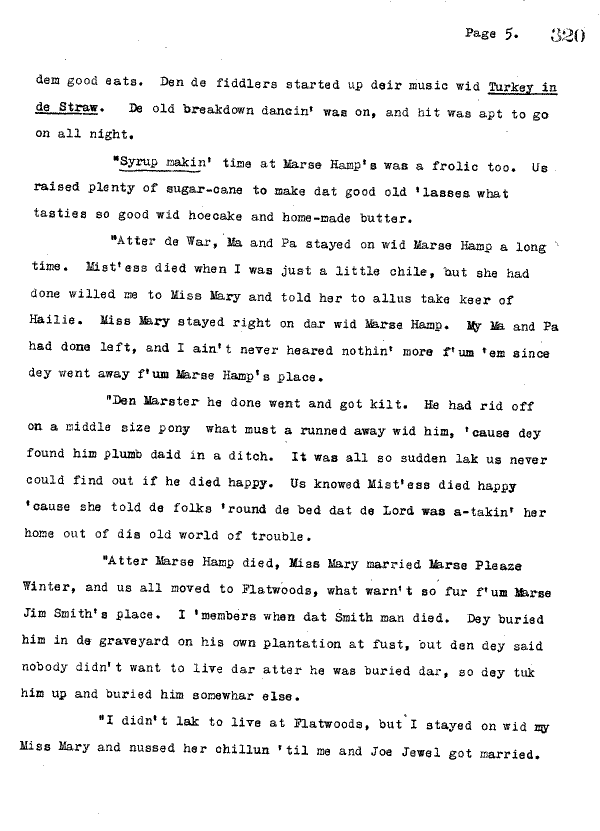 Page 5. 320
dem good eats. Den de fiddlers started up deir music wid Turkey in
de Straw. De old breakdown dancin' was on, and hit was apt to go
on all night.
"Syrup makin' time at Marse Hamp's was a frolic too. Us
raised plenty of sugar-cane to make dat good old 'lasses what
tasties so good wid hoecake and home-made butter.
"Atter de War, Ma and Pa stayed on wid Marse Hamp a long
time. Mist'ess died when I was just a little chile, but she had
done willed me to Miss Mary and told her to allus take keer of
Hailie. Miss Mary stayed right on dar wid Marse Hamp. My Ma and Pa
had done left, and I ain't never heared nothin' more f'um 'em since
dey went away f'um Marse Hamp's place.
"Den Marster he done went and got kilt. He had rid off
on a middle size pony what must a runned away wid him, 'cause dey
found him plumb daid in a ditch. It was all so sudden lak us never
could find out if he died happy. Us knowed Mist'ess died happy
'cause she told de folks 'round de bed dat de Lord was a-takin' her
home out of dis old world of trouble.
"Atter Marse Hamp died, Miss Mary married Marse Pleaze
Winter, and us all moved to Flatwoods, what warn't so fur f'um Marse
Jim Smith's place. I 'members when dat Smith man died. Dey buried
him in de graveyard on his own plantation at fust, but den dey said
nobody didn't want to live dar atter he was buried dar, so dey tuk
him up and buried him somewhar else.
"I didn't lak to live at Flatwoods, but I stayed on wid my
Miss Mary and nussed her chillun 'til me and Joe Jewel got married.